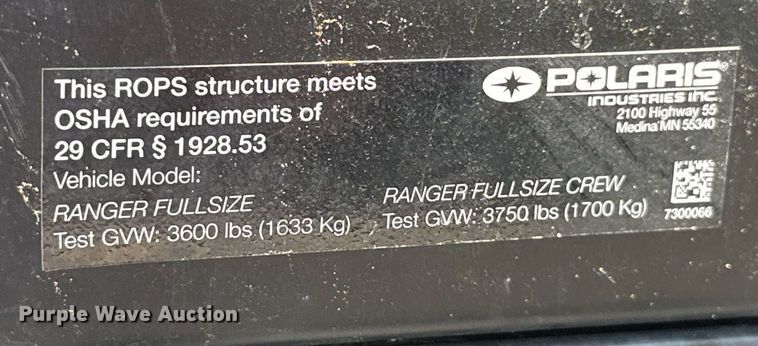 This ROPS structure meets
OSHA requirements of
29 CFR § 1928.53
Vehicle Model:
RANGER FULLSIZE
Test GVW: 3600 lbs (1633 Kg)
RANGER FULLSIZE CREW
Test GVW: 3750 lbs (1700 Kg)
POLARIS®
INDUSTRIES INC.
2100 Highway 55
Medina MN 55340
7300066
Purple Wave Auction